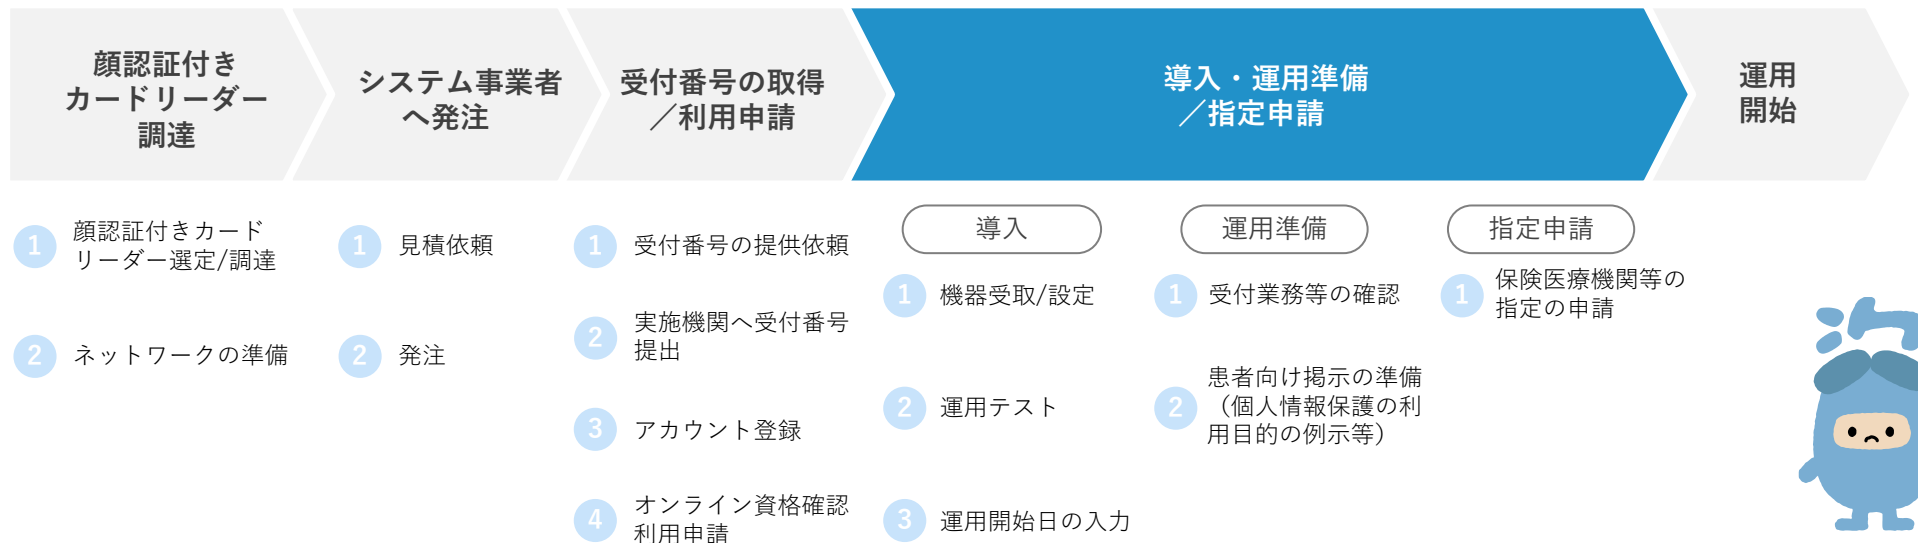 顔認証付き
カードリーダー
調達
システム事業者
へ発注
受付番号の取得
／利用申請
導入・運用準備
／指定申請
運用
開始
1 顔認証付きカード
リーダー選定/調達
2 ネットワークの準備
1 見積依頼
2 発注
1 受付番号の提供依頼
2 実施機関へ受付番号
提出
3 アカウント登録
4 オンライン資格確認
利用申請
導入
1 機器受取/設定
2 運用テスト
3 運用開始日の入力
運用準備
1 受付業務等の確認
2 患者向け掲示の準備
（個人情報保護の利
用目的の例示等）
指定申請
1 保険医療機関等の
指定の申請